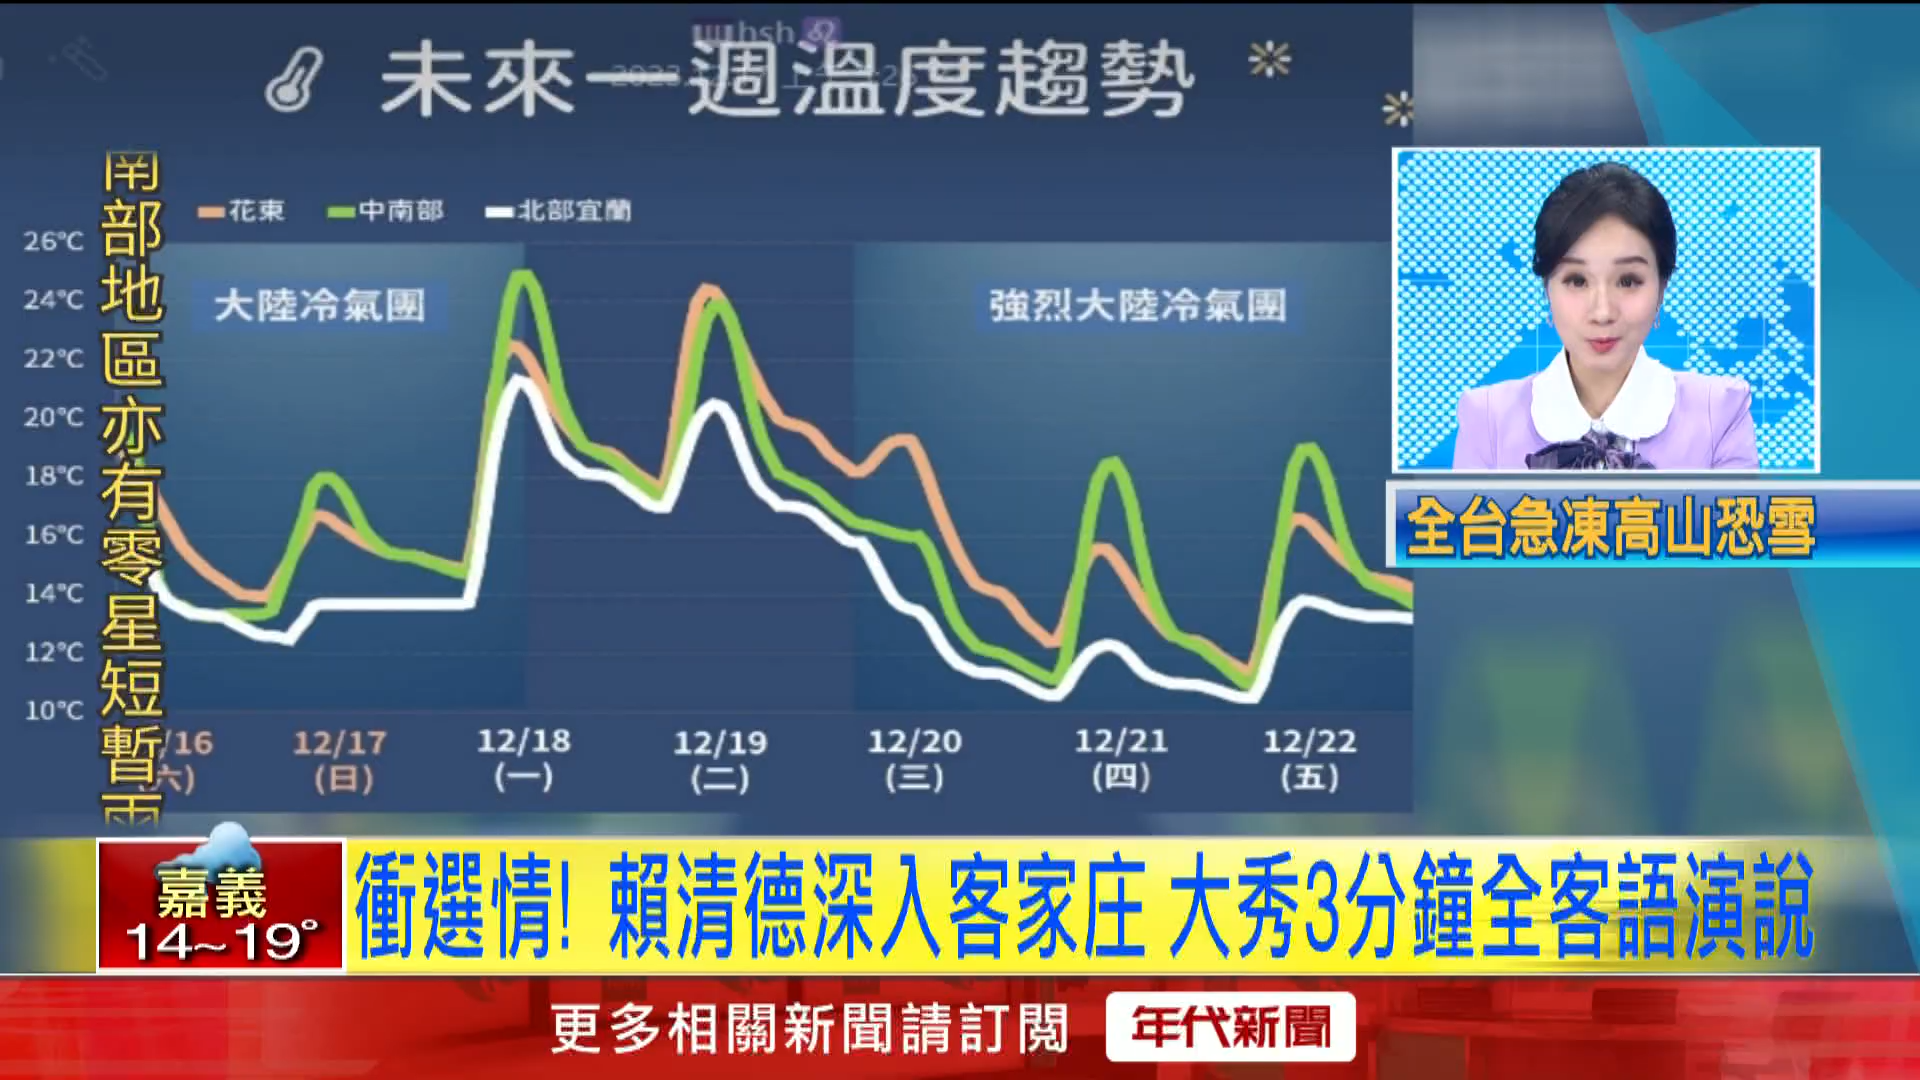 未來一週溫度趨勢
南部地區亦有零星短暫雨
花東 中南部 北部宜蘭
26°C
24°C
22°C
20°C
18°C
16°C
14°C
12°C
10°C
大陸冷氣團
強烈大陸冷氣團
/16 12/17 12/18 12/19 12/20 12/21 12/22
六) (日) (一) (二) (三) (四) (五)
全台急凍高山恐雪
嘉義
14~19°
衝選情! 賴清德深入客家庄 大秀3分鐘全客語演說
更多相關新聞請訂閱 年代新聞